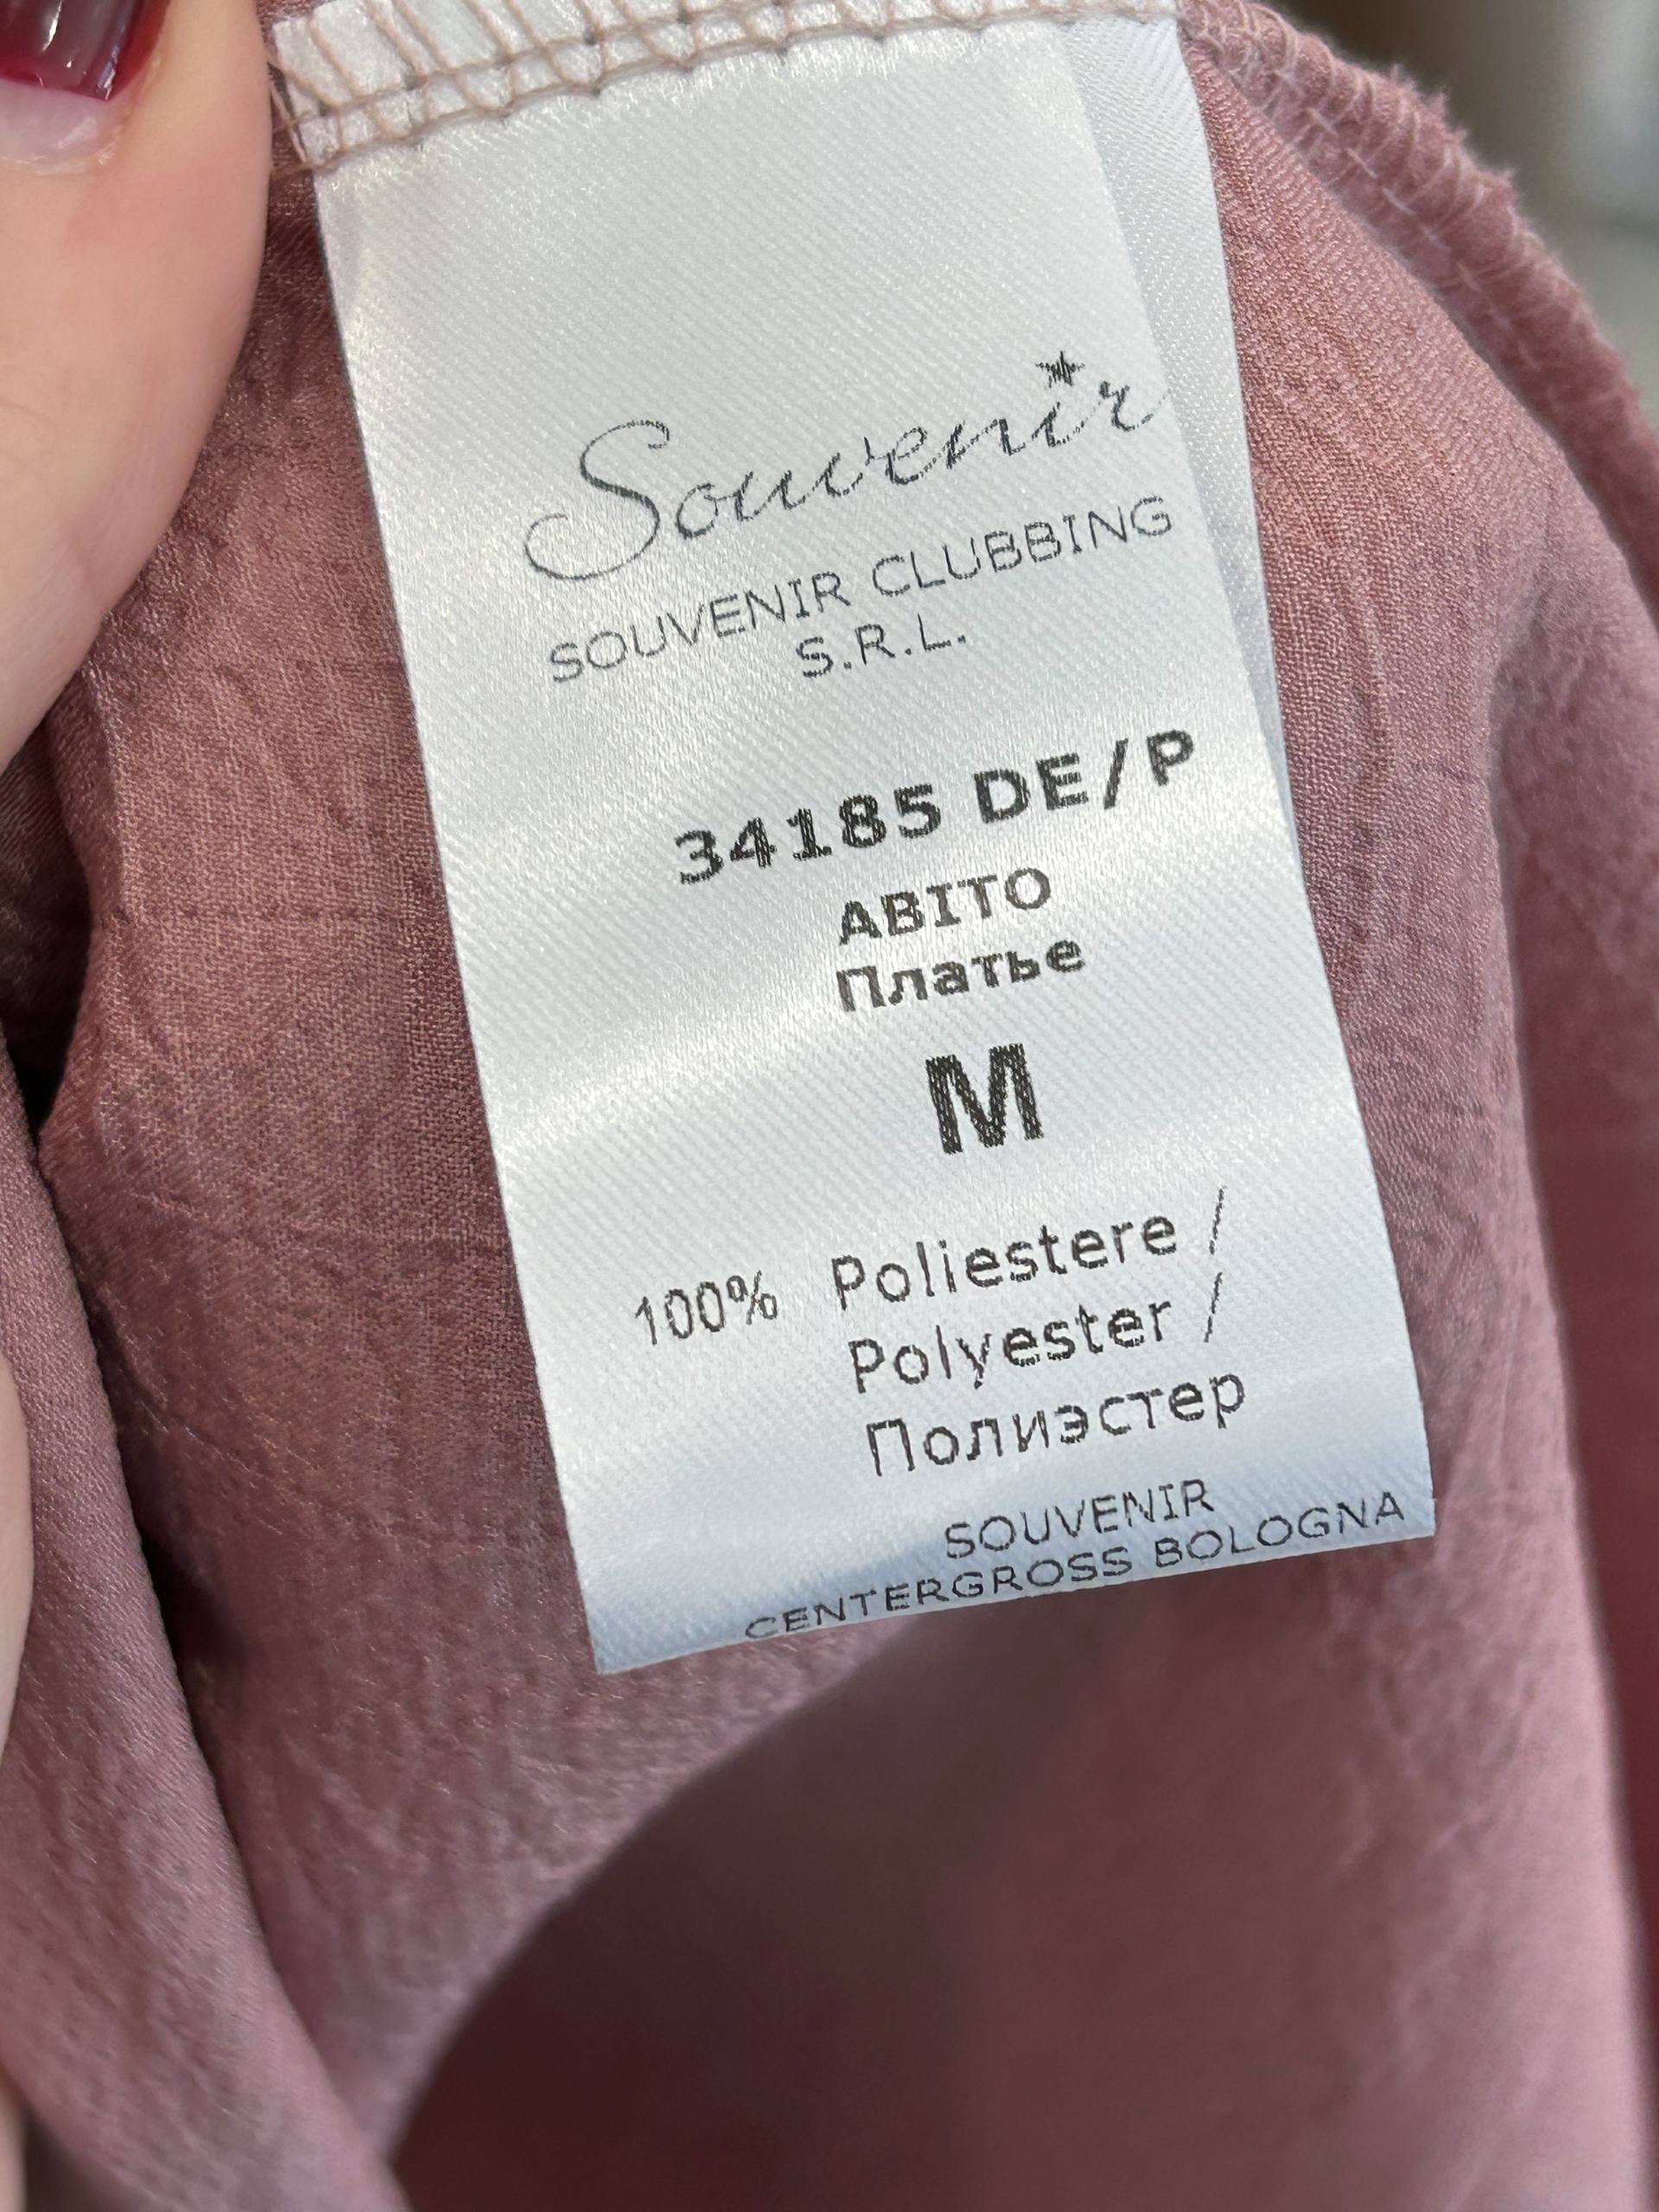 Souvenir
SOUVENIR CLUBBING
S.R.L.
34185 DE/P
ABITO
Платье
M
100% Poliestere /
Polyester /
Полиэстер
SOUVENIR
CENTERGROSS BOLOGNA